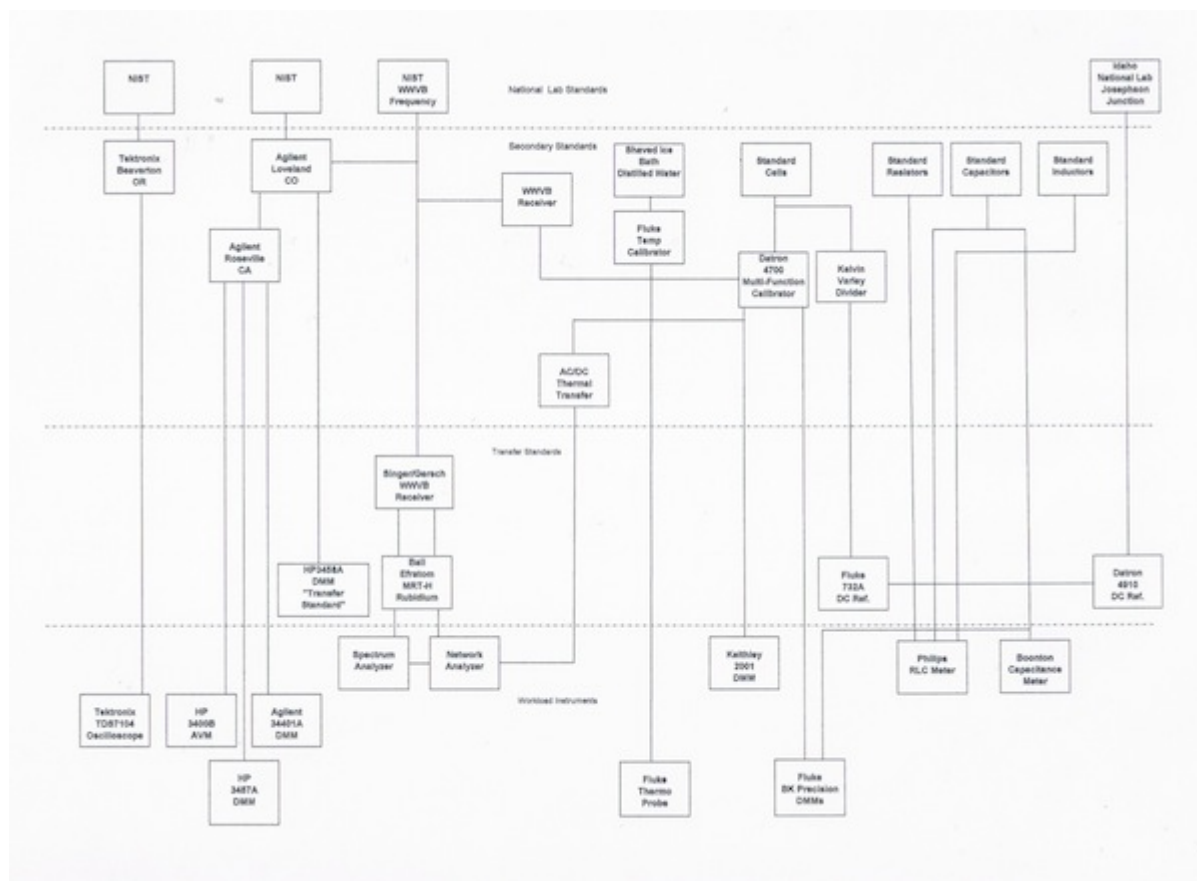 NIST
NIST
NIST
WWVB
Frequency
National Lab Standards
Idaho
National Lab
Josephson
Junction
Tektronix
Beaverton
OR
Agilent
Loveland
CO
Secondary Standards
Shaved Ice
Bath
Distilled Water
Standard
Cells
Standard
Resistors
Standard
Capacitors
Standard
Inductors
WWVB
Receiver
Agilent
Roseville
CA
Fluke
Temp
Calibrator
Datron
4700
Multi-Function
Calibrator
Kelvin
Varley
Divider
AC/DC
Thermal
Transfer
Transfer Standards
Singer/Gersch
WWVB
Receiver
HP3458A
DMM
"Transfer
Standard"
Ball
Efratom
MRT-H
Rubidium
Fluke
732A
DC Ref.
Datron
4910
DC Ref.
Spectrum
Analyzer
Network
Analyzer
Keithley
2001
DMM
Philips
RLC Meter
Boonton
Capacitance
Meter
Workload Instruments
Tektronix
TDS7104
Oscilloscope
HP
3400B
AVM
Agilent
34401A
DMM
HP
3457A
DMM
Fluke
Thermo
Probe
Fluke
BK Precision
DMMs